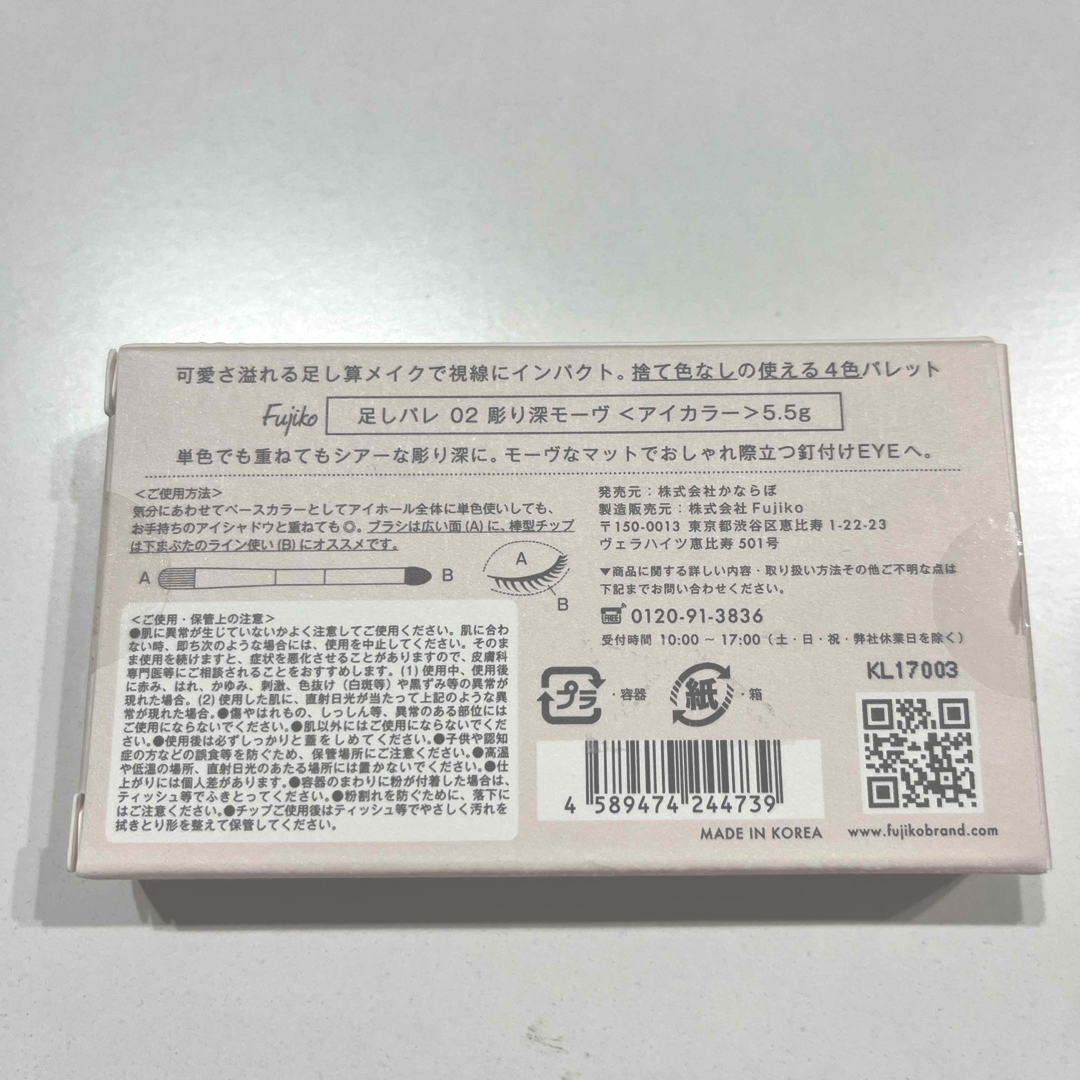 可愛さ溢れる足し算メイクで視線にインパクト。捨て色なしの使える4色パレット
Fujiko 足しパレ 02 彫り深モーヴ <アイカラー>5.5g
単色でも重ねてもシアーな彫り深に。モーヴなマットでおしゃれ際立つ釘付けEYEへ。
<ご使用方法>
気分にあわせてベースカラーとしてアイホール全体に単色使いしても、
お手持ちのアイシャドウと重ねても◎。ブラシは広い面(A)に、棒型チップ
は下まぶたのライン使い(B)にオススメです。
A B A B
<ご使用・保管上の注意>
●肌に異常が生じていないかよく注意してご使用ください。肌に合わ
ない時、即ち次のような場合には、使用を中止してください。そのまま
使用を続けますと、症状を悪化させることがありますので、皮膚科
専門医等にご相談されることをおすすめします。(1)使用中、使用後
に赤み、はれ、かゆみ、刺激、色抜け(白斑等)や黒ずみ等の異常が
現れた場合。(2)使用した肌に、直射日光が当たって上記のような異
常が現れた場合。●傷やはれもの、しっしん等、異常のある部位には
ご使用にならないでください。●肌以外にはご使用にならないでくだ
さい。●使用後は必ずしっかりと蓋をしめてください。●子供や認知
症の方などの誤食等を防ぐため、保管場所にご注意ください。●高温
や低温の場所、直射日光のあたる場所には置かないでください。●仕
上がりには個人差があります。●容器のまわりに粉が付着した場合は、
ティッシュ等でふきとってください。●粉割れを防ぐために、落下に
はご注意ください。●チップご使用後はティッシュ等でやさしく汚れを
拭きとり形を整えて保管してください。
発売元:株式会社かならぼ
製造販売元:株式会社Fujiko
〒150-0013 東京都渋谷区恵比寿1-22-23
ヴェラハイツ恵比寿 501号
▼商品に関する詳しい内容・取り扱い方法その他ご不明な点は
下記までお問い合わせください。
FREE 0120-91-3836
受付時間 10:00〜17:00(土・日・祝・弊社休業日を除く)
KL17003
プラ ・容器 紙 ・箱
4 589474 244739
MADE IN KOREA www.fujikobrand.com